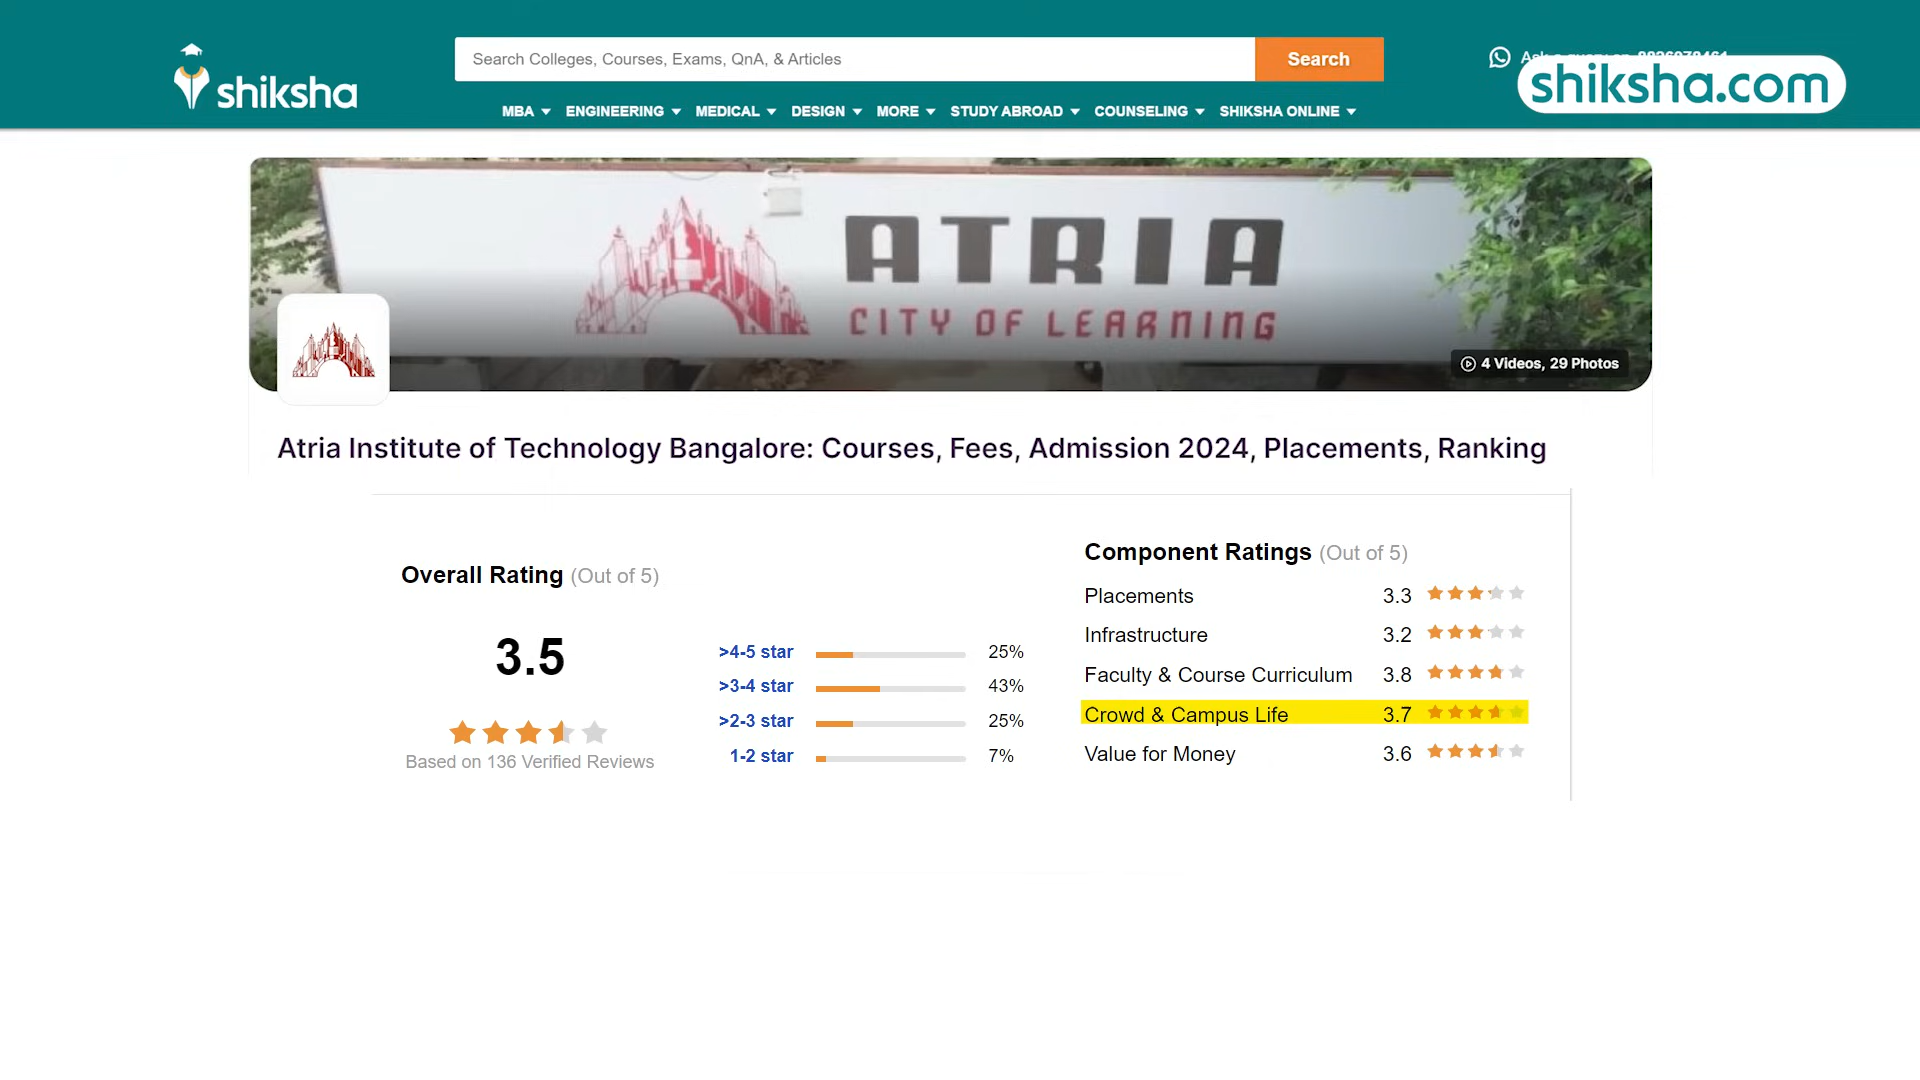 shiksha
Search Colleges, Courses, Exams, QnA, & Articles
Search
shiksha.com
MBA
ENGINEERING
MEDICAL
DESIGN
MORE
STUDY ABROAD
COUNSELING
SHIKSHA ONLINE
ATRIA
CITY OF LEARNING
4 Videos, 29 Photos
Atria Institute of Technology Bangalore: Courses, Fees, Admission 2024, Placements, Ranking
Overall Rating (Out of 5)
3.5
Based on 136 Verified Reviews
>4-5 star 25%
>3-4 star 43%
>2-3 star 25%
1-2 star 7%
Component Ratings (Out of 5)
Placements 3.3
Infrastructure 3.2
Faculty & Course Curriculum 3.8
Crowd & Campus Life 3.7
Value for Money 3.6